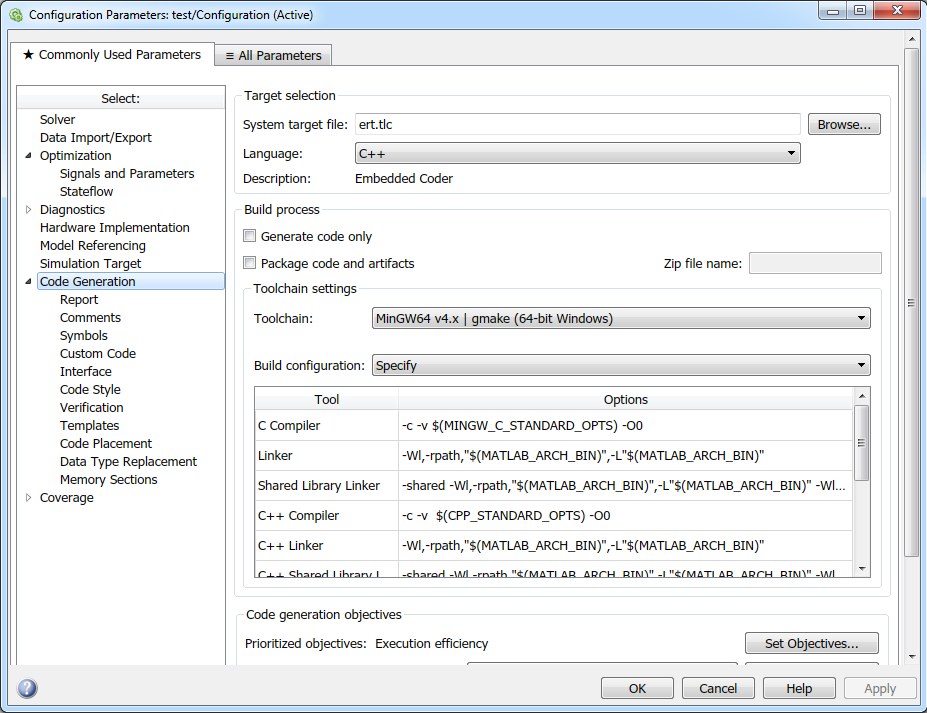 Configuration Parameters: test/Configuration (Active)
★ Commonly Used Parameters
≡ All Parameters
Select:
Solver
Data Import/Export
Optimization
Signals and Parameters
Stateflow
Diagnostics
Hardware Implementation
Model Referencing
Simulation Target
Code Generation
Report
Comments
Symbols
Custom Code
Interface
Code Style
Verification
Templates
Code Placement
Data Type Replacement
Memory Sections
Coverage
Target selection
System target file: ert.tlc Browse...
Language: C++
Description: Embedded Coder
Build process
Generate code only
Package code and artifacts Zip file name:
Toolchain settings
Toolchain: MinGW64 v4.x | gmake (64-bit Windows)
Build configuration: Specify
Tool Options
C Compiler -c -v $(MINGW_C_STANDARD_OPTS) -O0
Linker -Wl,-rpath,"$(MATLAB_ARCH_BIN)",-L"$(MATLAB_ARCH_BIN)"
Shared Library Linker -shared -Wl,-rpath,"$(MATLAB_ARCH_BIN)",-L"$(MATLAB_ARCH_BIN)" -Wl...
C++ Compiler -c -v  $(CPP_STANDARD_OPTS) -O0
C++ Linker -Wl,-rpath,"$(MATLAB_ARCH_BIN)",-L"$(MATLAB_ARCH_BIN)"
C++ Shared Library L -shared -Wl,-rpath,"$(MATLAB_ARCH_BIN)",-L"$(MATLAB_ARCH_BIN)" -Wl
Code generation objectives
Prioritized objectives: Execution efficiency Set Objectives...
OK Cancel Help Apply